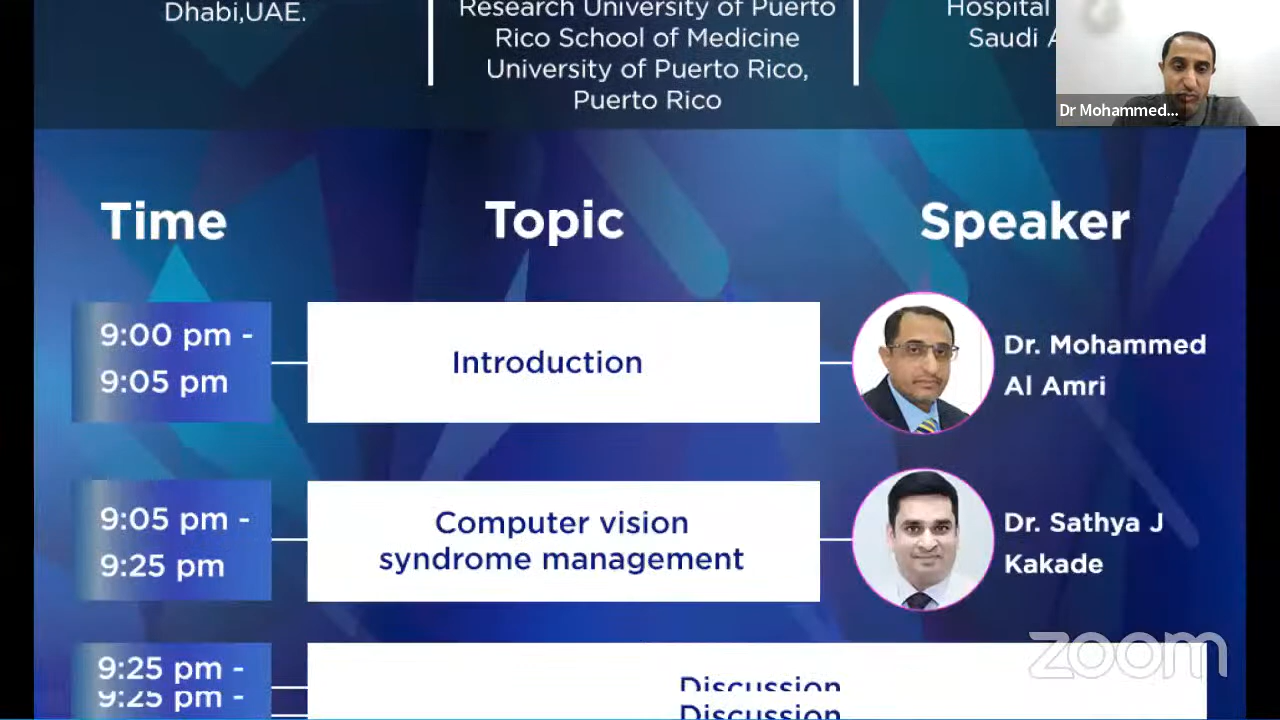 Dhabi,UAE.
Research University of Puerto
Rico School of Medicine
University of Puerto Rico,
Puerto Rico
Hospital
Saudi
Dr Mohammed...
Time
Topic
Speaker
9:00 pm -
9:05 pm
Introduction
Dr. Mohammed
Al Amri
9:05 pm -
9:25 pm
Computer vision
syndrome management
Dr. Sathya J
Kakade
9:25 pm -
9:25 pm -
Discussion
Discussion
zoom